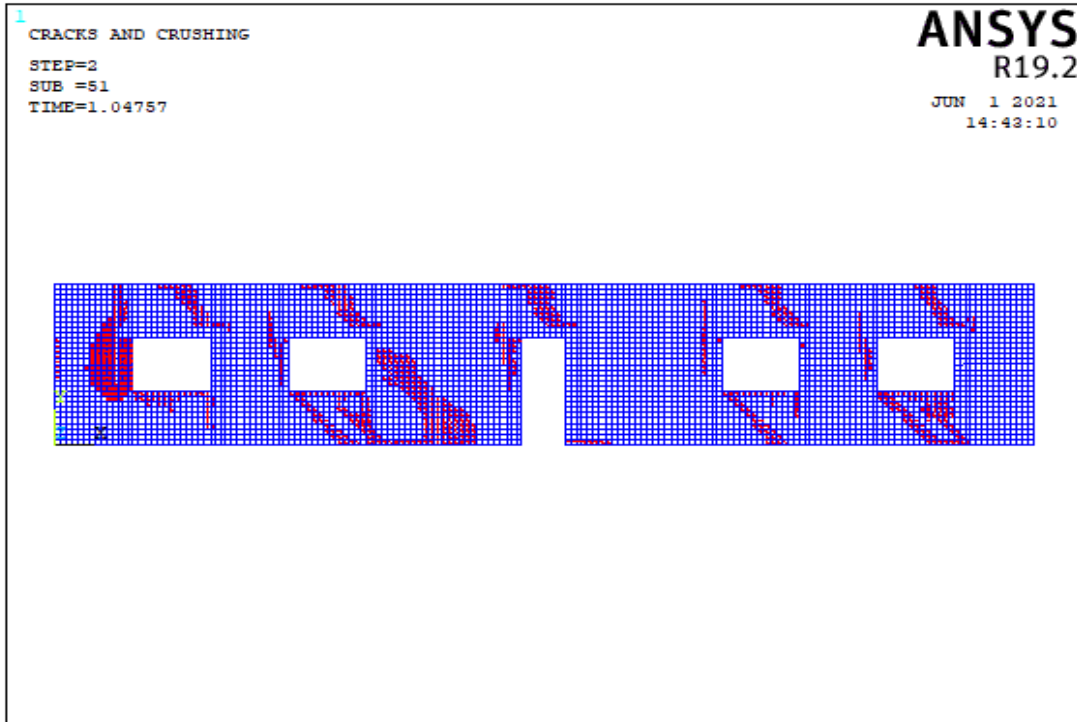 1
CRACKS AND CRUSHING
STEP=2
SUB =51
TIME=1.04757
ANSYS
R19.2
JUN 1 2021
14:43:10
Y
Z X